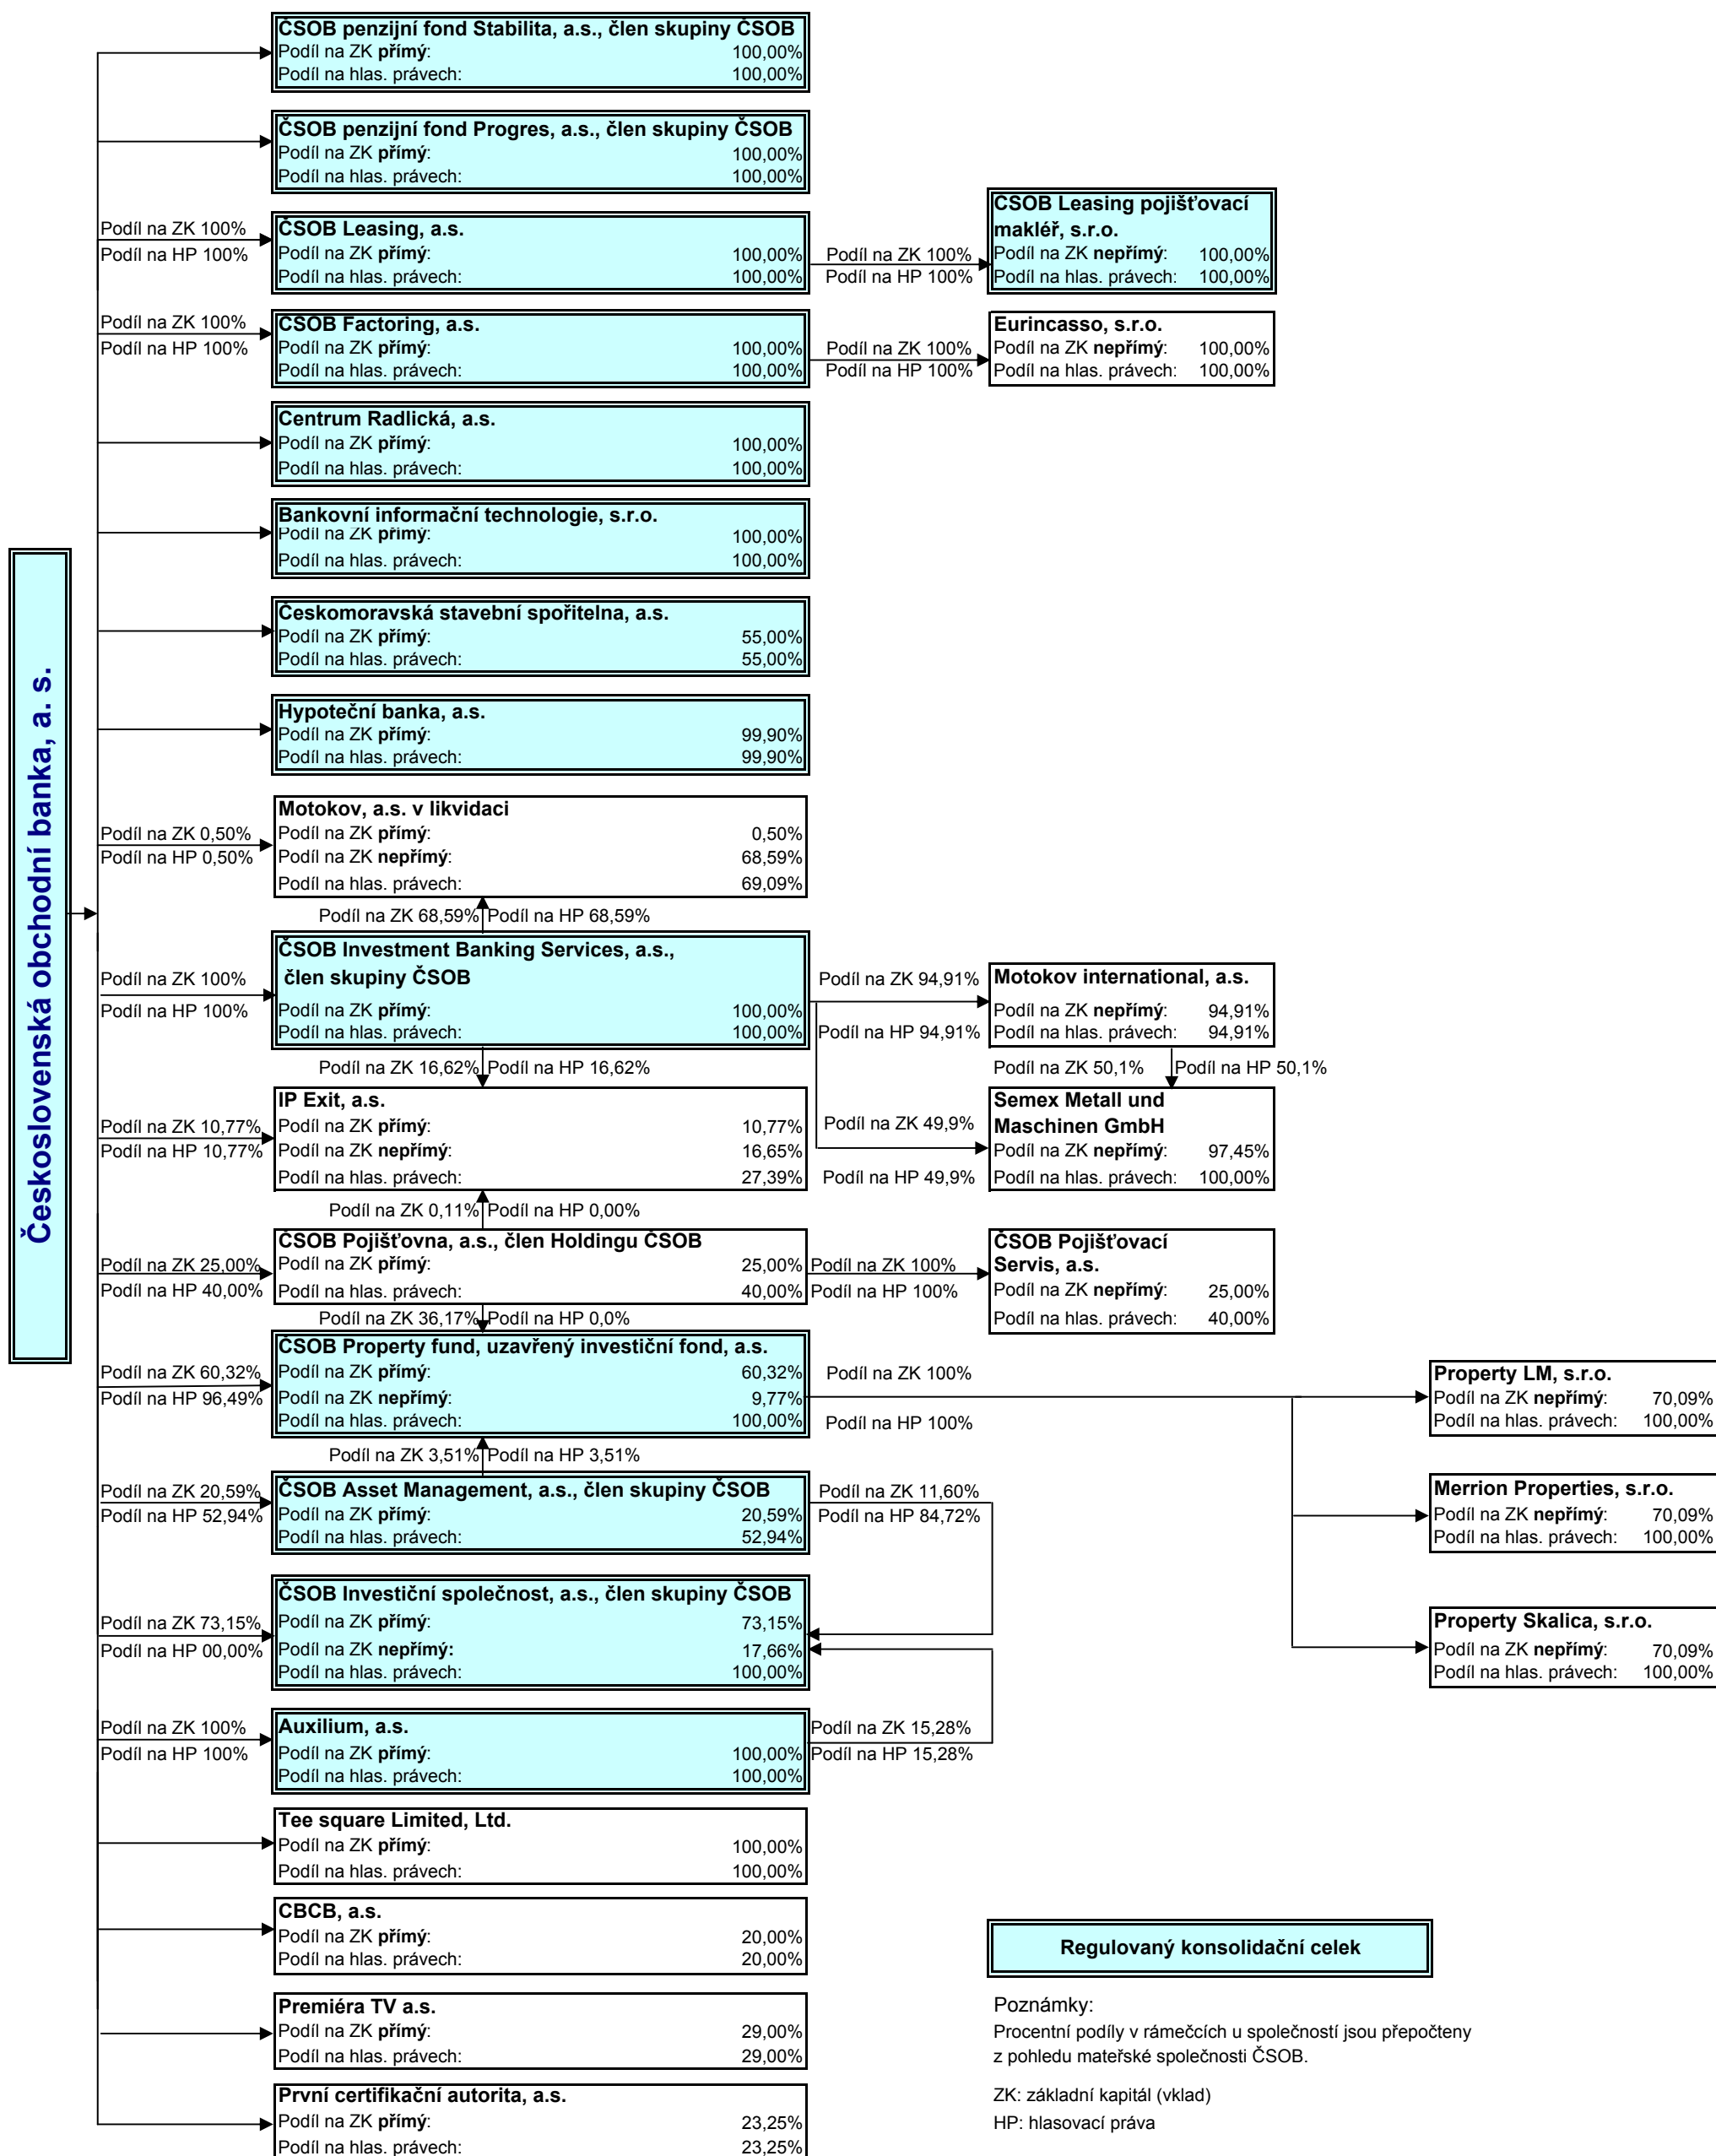 Československá obchodní banka, a. s.
ČSOB penzijní fond Stabilita, a.s., člen skupiny ČSOB
Podíl na ZK přímý: 100,00%
Podíl na hlas. právech: 100,00%
ČSOB penzijní fond Progres, a.s., člen skupiny ČSOB
Podíl na ZK přímý: 100,00%
Podíl na hlas. právech: 100,00%
Podíl na ZK 100%
Podíl na HP 100%
ČSOB Leasing, a.s.
Podíl na ZK přímý: 100,00%
Podíl na hlas. právech: 100,00%
Podíl na ZK 100%
Podíl na HP 100%
ČSOB Leasing pojišťovací
makléř, s.r.o.
Podíl na ZK nepřímý: 100,00%
Podíl na hlas. právech: 100,00%
Podíl na ZK 100%
Podíl na HP 100%
ČSOB Factoring, a.s.
Podíl na ZK přímý: 100,00%
Podíl na hlas. právech: 100,00%
Podíl na ZK 100%
Podíl na HP 100%
Eurincasso, s.r.o.
Podíl na ZK nepřímý: 100,00%
Podíl na hlas. právech: 100,00%
Centrum Radlická, a.s.
Podíl na ZK přímý: 100,00%
Podíl na hlas. právech: 100,00%
Bankovní informační technologie, s.r.o.
Podíl na ZK přímý: 100,00%
Podíl na hlas. právech: 100,00%
Českomoravská stavební spořitelna, a.s.
Podíl na ZK přímý: 55,00%
Podíl na hlas. právech: 55,00%
Hypoteční banka, a.s.
Podíl na ZK přímý: 99,90%
Podíl na hlas. právech: 99,90%
Podíl na ZK 0,50%
Podíl na HP 0,50%
Motokov, a.s. v likvidaci
Podíl na ZK přímý: 0,50%
Podíl na ZK nepřímý: 68,59%
Podíl na hlas. právech: 69,09%
Podíl na ZK 68,59% Podíl na HP 68,59%
Podíl na ZK 100%
Podíl na HP 100%
ČSOB Investment Banking Services, a.s.,
člen skupiny ČSOB
Podíl na ZK přímý: 100,00%
Podíl na hlas. právech: 100,00%
Podíl na ZK 94,91%
Podíl na HP 94,91%
Motokov international, a.s.
Podíl na ZK nepřímý: 94,91%
Podíl na hlas. právech: 94,91%
Podíl na ZK 16,62% Podíl na HP 16,62%
Podíl na ZK 50,1% Podíl na HP 50,1%
Podíl na ZK 10,77%
Podíl na HP 10,77%
IP Exit, a.s.
Podíl na ZK přímý: 10,77%
Podíl na ZK nepřímý: 16,65%
Podíl na hlas. právech: 27,39%
Podíl na ZK 49,9%
Podíl na HP 49,9%
Semex Metall und
Maschinen GmbH
Podíl na ZK nepřímý: 97,45%
Podíl na hlas. právech: 100,00%
Podíl na ZK 0,11% Podíl na HP 0,00%
Podíl na ZK 25,00%
Podíl na HP 40,00%
ČSOB Pojišťovna, a.s., člen Holdingu ČSOB
Podíl na ZK přímý: 25,00%
Podíl na hlas. právech: 40,00%
Podíl na ZK 100%
Podíl na HP 100%
ČSOB Pojišťovací
Servis, a.s.
Podíl na ZK nepřímý: 25,00%
Podíl na hlas. právech: 40,00%
Podíl na ZK 36,17% Podíl na HP 0,0%
Podíl na ZK 60,32%
Podíl na HP 96,49%
ČSOB Property fund, uzavřený investiční fond, a.s.
Podíl na ZK přímý: 60,32%
Podíl na ZK nepřímý: 9,77%
Podíl na hlas. právech: 100,00%
Podíl na ZK 100%
Podíl na HP 100%
Property LM, s.r.o.
Podíl na ZK nepřímý: 70,09%
Podíl na hlas. právech: 100,00%
Podíl na ZK 3,51% Podíl na HP 3,51%
Podíl na ZK 20,59%
Podíl na HP 52,94%
ČSOB Asset Management, a.s., člen skupiny ČSOB
Podíl na ZK přímý: 20,59%
Podíl na hlas. právech: 52,94%
Podíl na ZK 11,60%
Podíl na HP 84,72%
Merrion Properties, s.r.o.
Podíl na ZK nepřímý: 70,09%
Podíl na hlas. právech: 100,00%
Podíl na ZK 73,15%
Podíl na HP 00,00%
ČSOB Investiční společnost, a.s., člen skupiny ČSOB
Podíl na ZK přímý: 73,15%
Podíl na ZK nepřímý: 17,66%
Podíl na hlas. právech: 100,00%
Property Skalica, s.r.o.
Podíl na ZK nepřímý: 70,09%
Podíl na hlas. právech: 100,00%
Podíl na ZK 100%
Podíl na HP 100%
Auxilium, a.s.
Podíl na ZK přímý: 100,00%
Podíl na hlas. právech: 100,00%
Podíl na ZK 15,28%
Podíl na HP 15,28%
Tee square Limited, Ltd.
Podíl na ZK přímý: 100,00%
Podíl na hlas. právech: 100,00%
CBCB, a.s.
Podíl na ZK přímý: 20,00%
Podíl na hlas. právech: 20,00%
Premiéra TV a.s.
Podíl na ZK přímý: 29,00%
Podíl na hlas. právech: 29,00%
První certifikační autorita, a.s.
Podíl na ZK přímý: 23,25%
Podíl na hlas. právech: 23,25%
Regulovaný konsolidační celek
Poznámky:
Procentní podíly v rámečcích u společností jsou přepočteny
z pohledu mateřské společnosti ČSOB.
ZK: základní kapitál (vklad)
HP: hlasovací práva